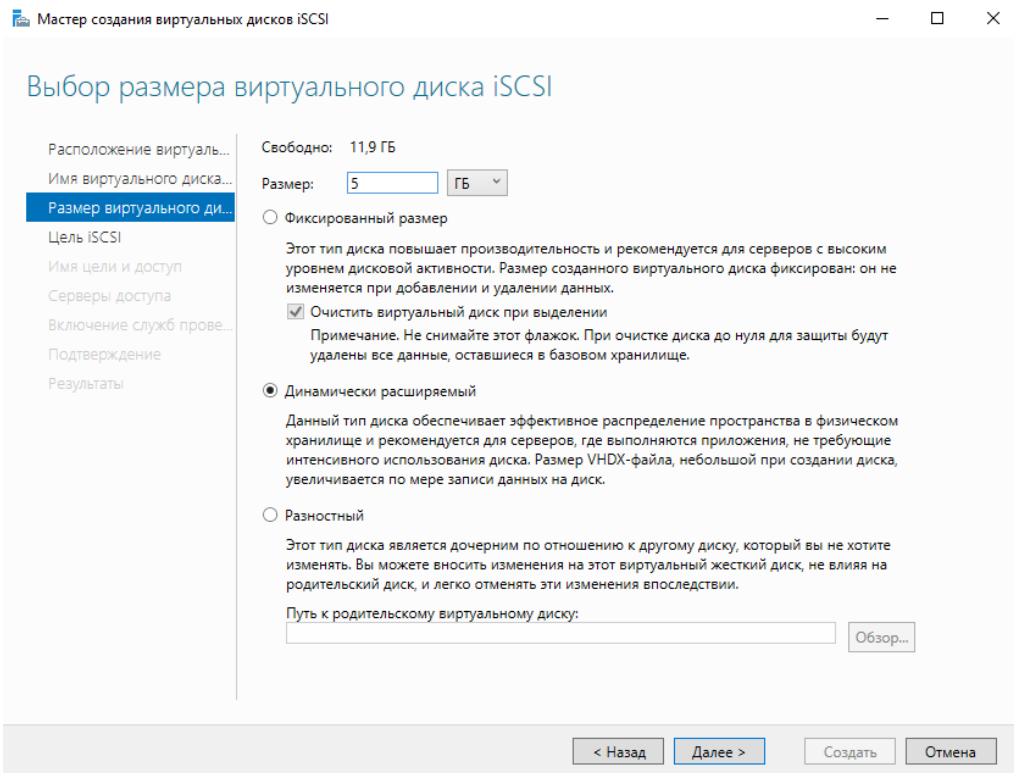 Мастер создания виртуальных дисков iSCSI
Выбор размера виртуального диска iSCSI
Расположение виртуаль...
Имя виртуального диска...
Размер виртуального ди...
Цель iSCSI
Имя цели и доступ
Серверы доступа
Включение служб прове...
Подтверждение
Результаты
Свободно: 11,9 ГБ
Размер: 5 ГБ
Фиксированный размер
Этот тип диска повышает производительность и рекомендуется для серверов с высоким
уровнем дисковой активности. Размер созданного виртуального диска фиксирован: он не
изменяется при добавлении и удалении данных.
Очистить виртуальный диск при выделении
Примечание. Не снимайте этот флажок. При очистке диска до нуля для защиты будут
удалены все данные, оставшиеся в базовом хранилище.
Динамически расширяемый
Данный тип диска обеспечивает эффективное распределение пространства в физическом
хранилище и рекомендуется для серверов, где выполняются приложения, не требующие
интенсивного использования диска. Размер VHDX-файла, небольшой при создании диска,
увеличивается по мере записи данных на диск.
Разностный
Этот тип диска является дочерним по отношению к другому диску, который вы не хотите
изменять. Вы можете вносить изменения на этот виртуальный жесткий диск, не влияя на
родительский диск, и легко отменять эти изменения впоследствии.
Путь к родительскому виртуальному диску:
Обзор...
< Назад Далее > Создать Отмена